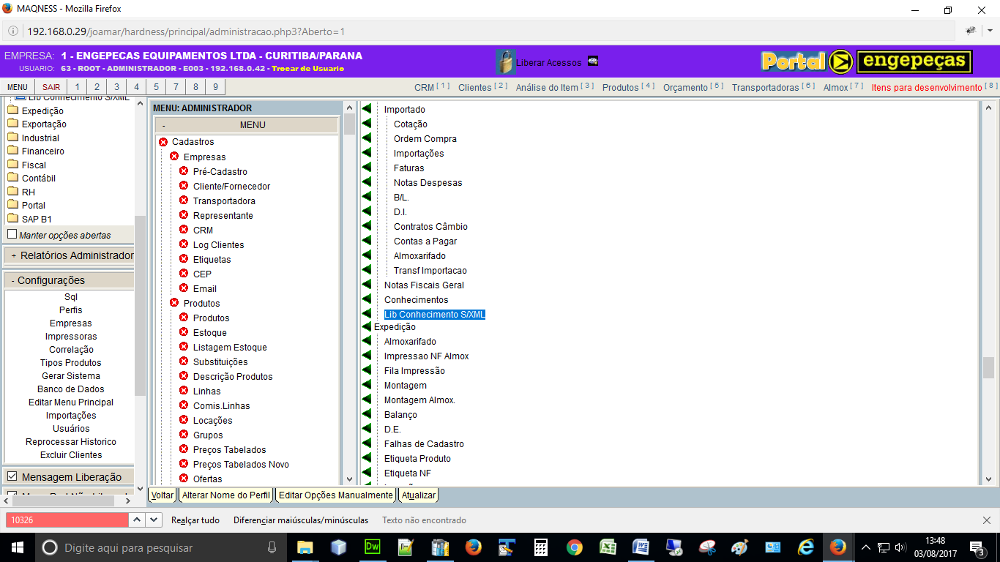 MAQNESS - Mozilla Firefox
192.168.0.29/joamar/hardness/principal/administracao.php3?Aberto=1
EMPRESA: 1 - ENGEPEÇAS EQUIPAMENTOS LTDA - CURITIBA/PARANA
USUARIO: 63 - ROOT - ADMINISTRADOR - E003 - 192.168.0.42 - Trocar de Usuario
Liberar Acessos
Portal engepeças
MENU SAIR 1 2 3 4 5 7 8 9
CRM [ 1 ] Clientes [ 2 ] Análise do Item [ 3 ] Produtos [ 4 ] Orçamento [ 5 ] Transportadoras [ 6 ] Almox [ 7 ] Itens para desenvolvimento [ 8 ]
Lib Conhecimento S/XML
Expedição
Exportação
Industrial
Financeiro
Fiscal
Contábil
RH
Portal
SAP B1
Manter opções abertas
+ Relatórios Administrador
- Configurações
Sql
Perfis
Empresas
Impressoras
Correlação
Tipos Produtos
Gerar Sistema
Banco de Dados
Editar Menu Principal
Importações
Usuários
Reprocessar Historico
Excluir Clientes
Mensagem Liberação
MENU: ADMINISTRADOR
- MENU
Cadastros
Empresas
Pré-Cadastro
Cliente/Fornecedor
Transportadora
Representante
CRM
Log Clientes
Etiquetas
CEP
Email
Produtos
Produtos
Estoque
Listagem Estoque
Substituições
Descrição Produtos
Linhas
Comis.Linhas
Locações
Grupos
Preços Tabelados
Preços Tabelados Novo
Ofertas
Importado
Cotação
Ordem Compra
Importações
Faturas
Notas Despesas
B/L.
D.I.
Contratos Câmbio
Contas a Pagar
Almoxarifado
Transf Importacao
Notas Fiscais Geral
Conhecimentos
Lib Conhecimento S/XML
Expedição
Almoxarifado
Impressao NF Almox
Fila Impressão
Montagem
Montagem Almox.
Balanço
D.E.
Falhas de Cadastro
Etiqueta Produto
Etiqueta NF
Voltar Alterar Nome do Perfil Editar Opções Manualmente Atualizar
10326 Realçar tudo Diferenciar maiúsculas/minúsculas Texto não encontrado
Digite aqui para pesquisar
Dw
13:48
03/08/2017
3